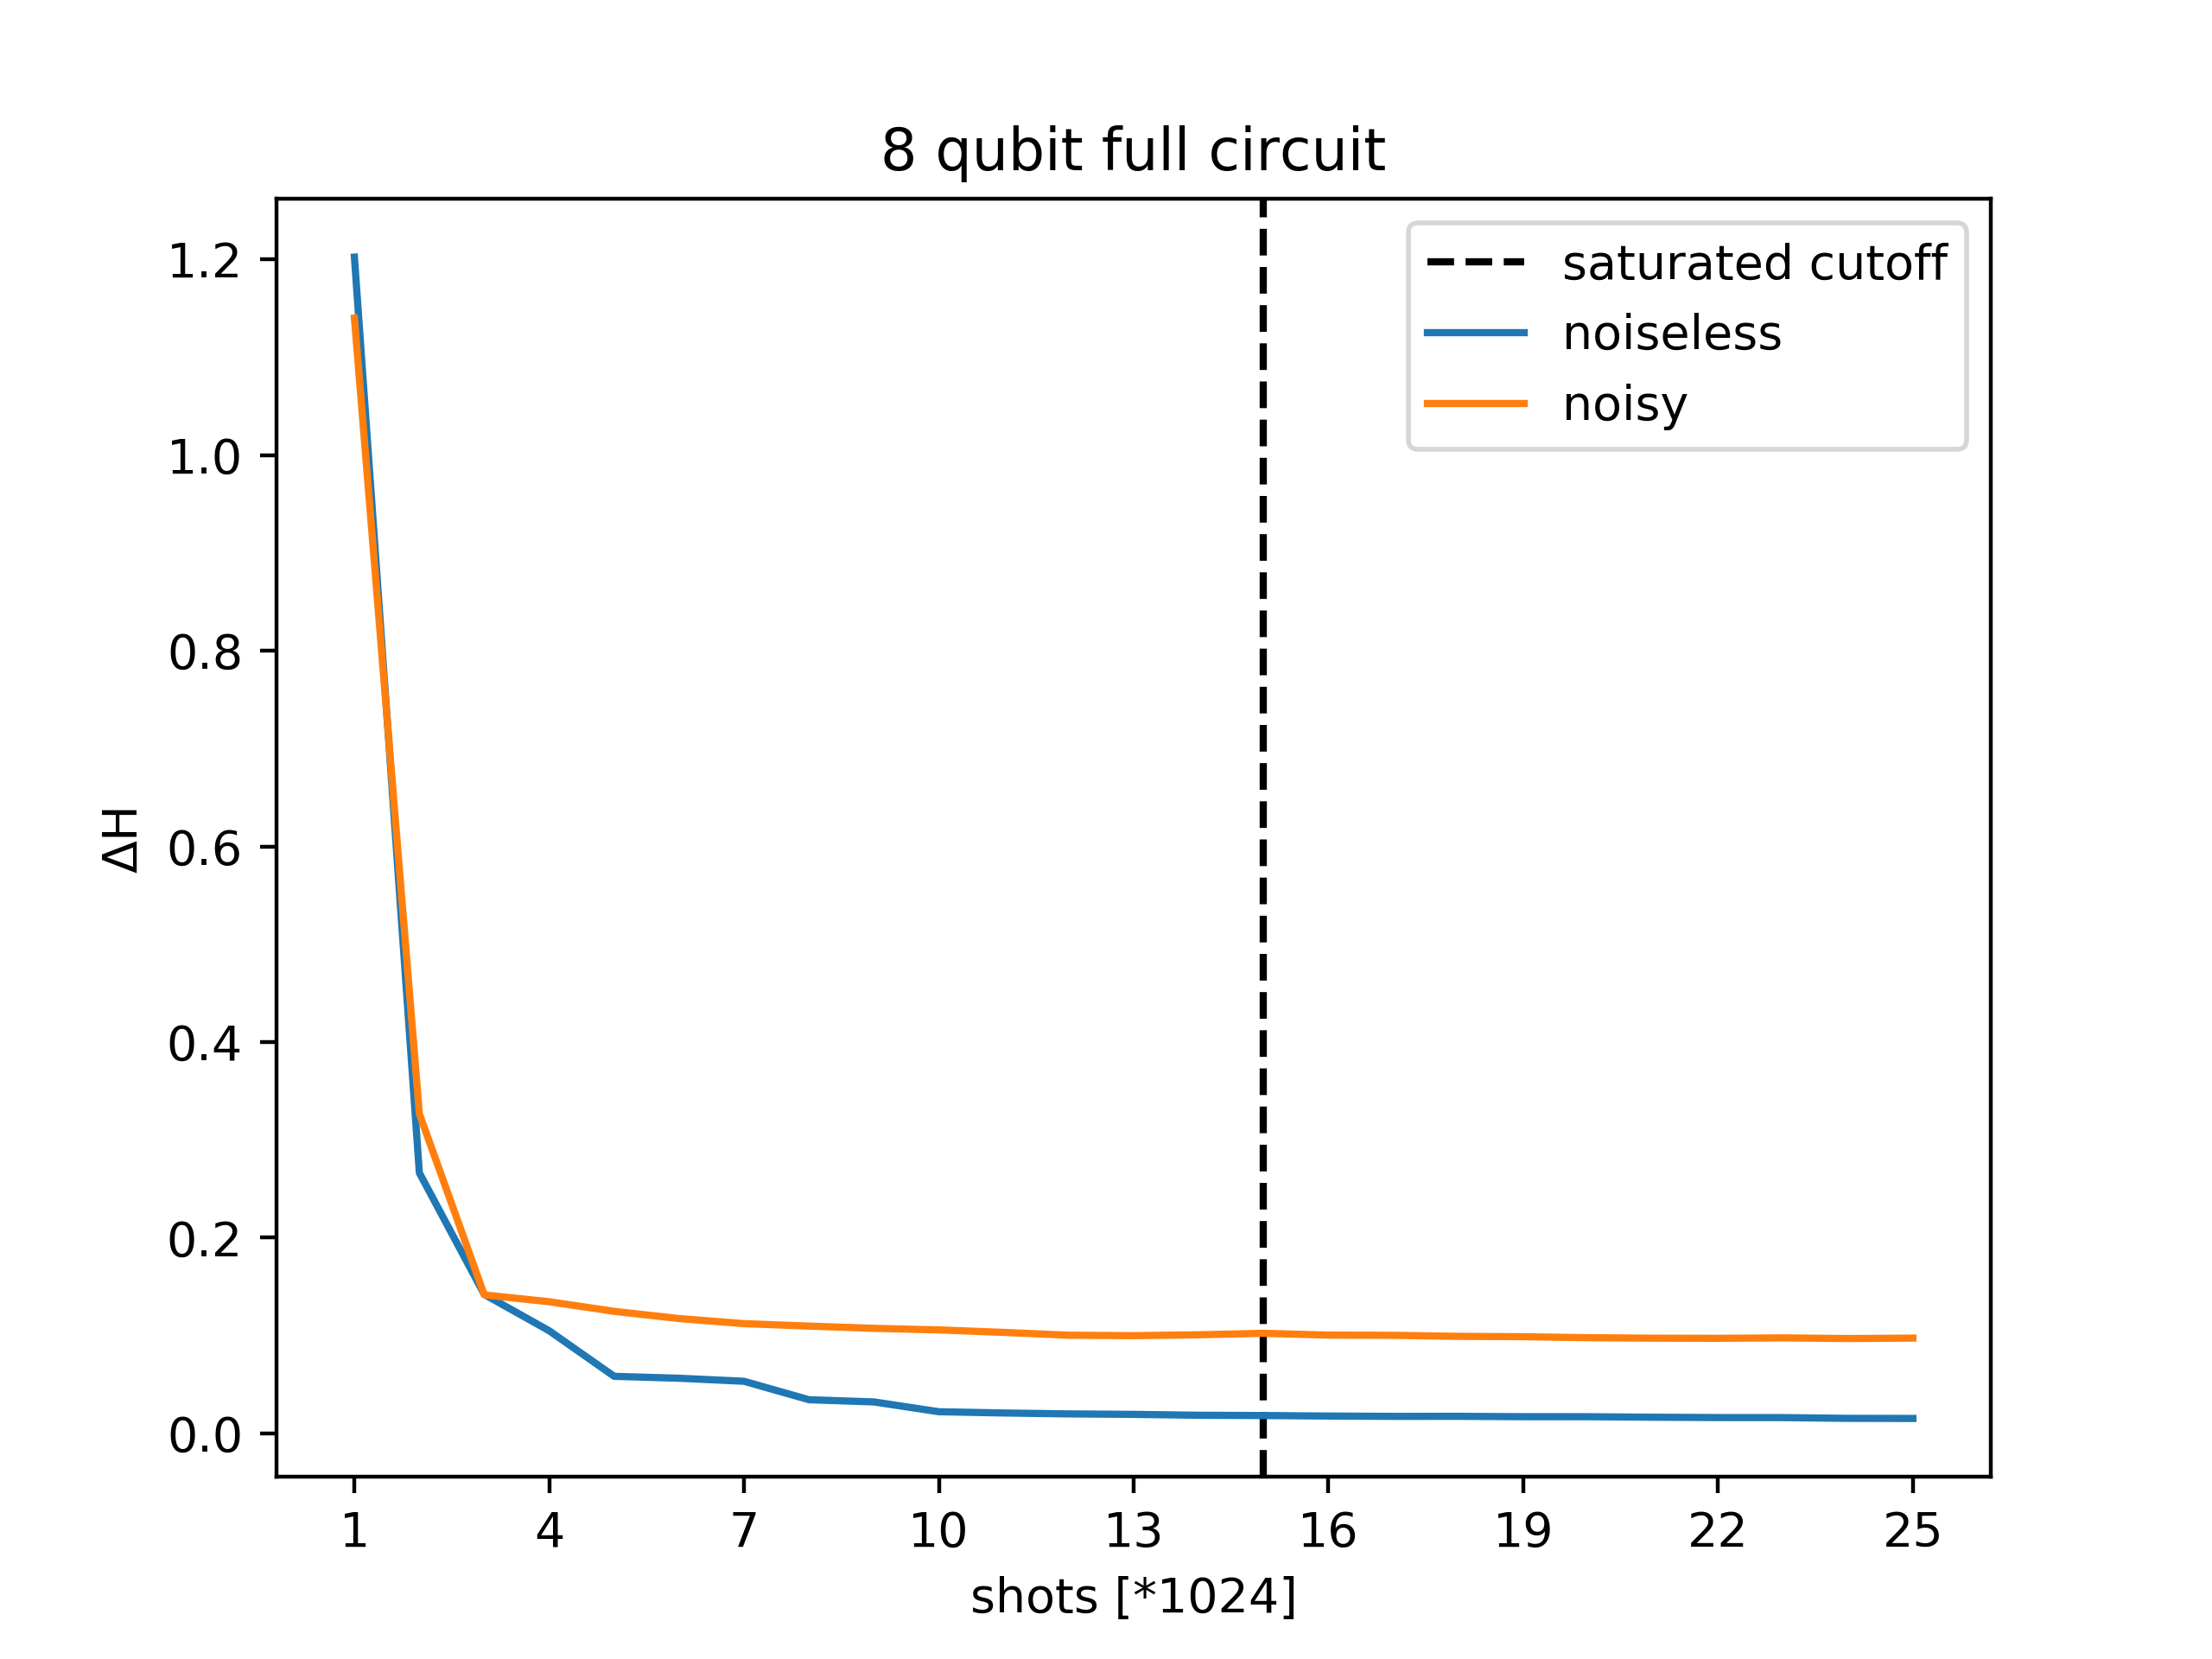 8 qubit full circuit
saturated cutoff
noiseless
noisy
1.2
1.0
0.8
0.6
0.4
0.2
0.0
ΔH
1 4 7 10 13 16 19 22 25
shots [*1024]